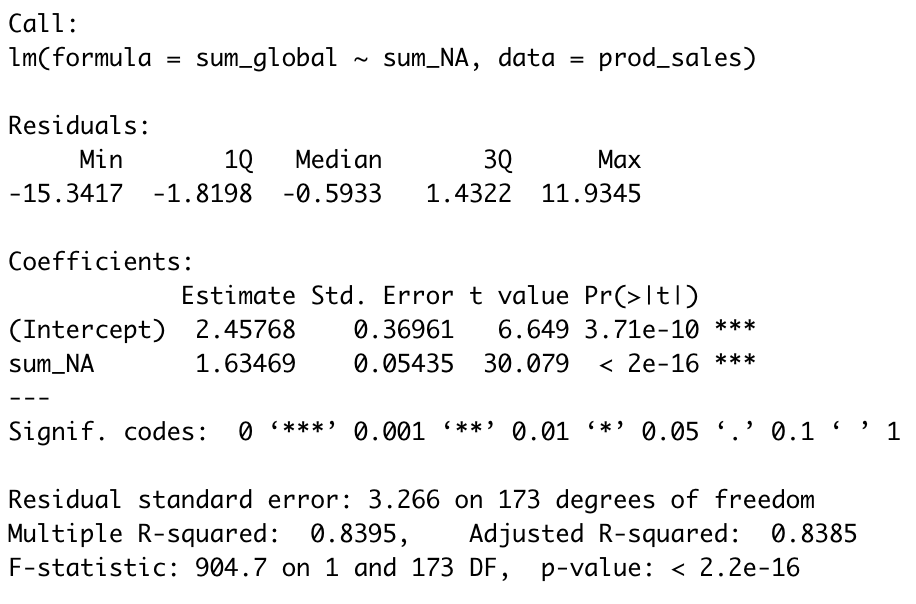 Call:
lm(formula = sum_global ~ sum_NA, data = prod_sales)
Residuals:
Min 1Q Median 3Q Max
-15.3417 -1.8198 -0.5933 1.4322 11.9345
Coefficients:
Estimate Std. Error t value Pr(>|t|)
(Intercept) 2.45768 0.36961 6.649 3.71e-10 ***
sum_NA 1.63469 0.05435 30.079 < 2e-16 ***
---
Signif. codes: 0 ‘***’ 0.001 ‘**’ 0.01 ‘*’ 0.05 ‘.’ 0.1 ‘ ’ 1
Residual standard error: 3.266 on 173 degrees of freedom
Multiple R-squared: 0.8395, Adjusted R-squared: 0.8385
F-statistic: 904.7 on 1 and 173 DF, p-value: < 2.2e-16